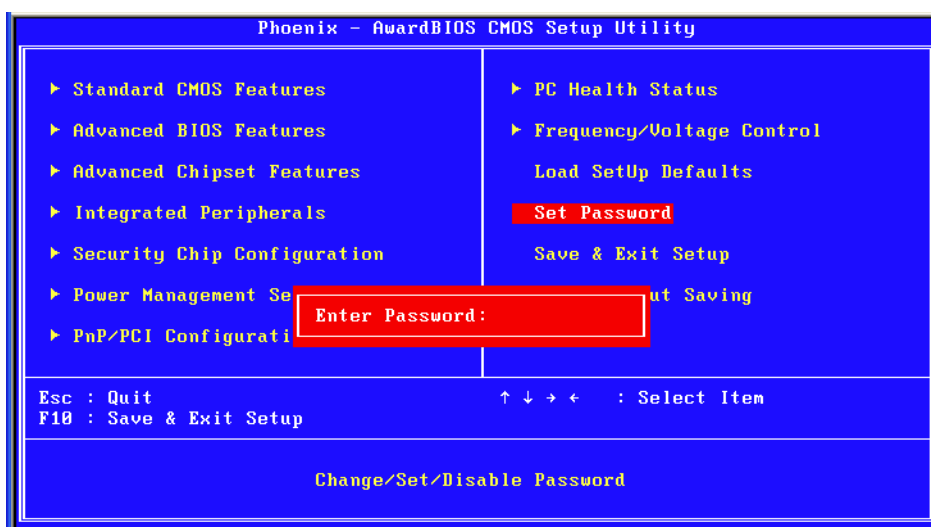 Phoenix - AwardBIOS CMOS Setup Utility
▶ Standard CMOS Features
▶ Advanced BIOS Features
▶ Advanced Chipset Features
▶ Integrated Peripherals
▶ Security Chip Configuration
▶ Power Management Se
▶ PnP/PCI Configurati
▶ PC Health Status
▶ Frequency/Voltage Control
Load SetUp Defaults
Set Password
Save & Exit Setup
ut Saving
Enter Password:
Esc : Quit
F10 : Save & Exit Setup
↑ ↓ → ← : Select Item
Change/Set/Disable Password